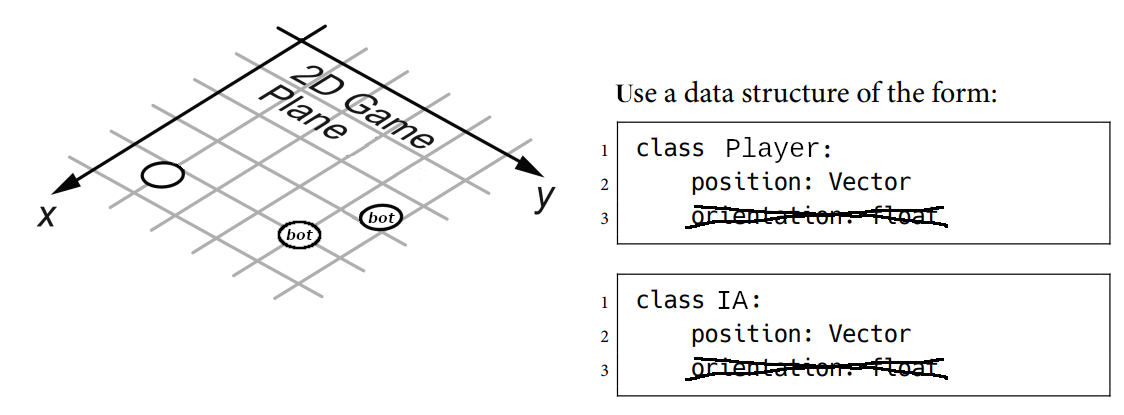 2D Game
Plane
x
y
bot
bot
Use a data structure of the form:
1 class Player:
2 position: Vector
3 orientation: float
1 class IA:
2 position: Vector
3 orientation: float